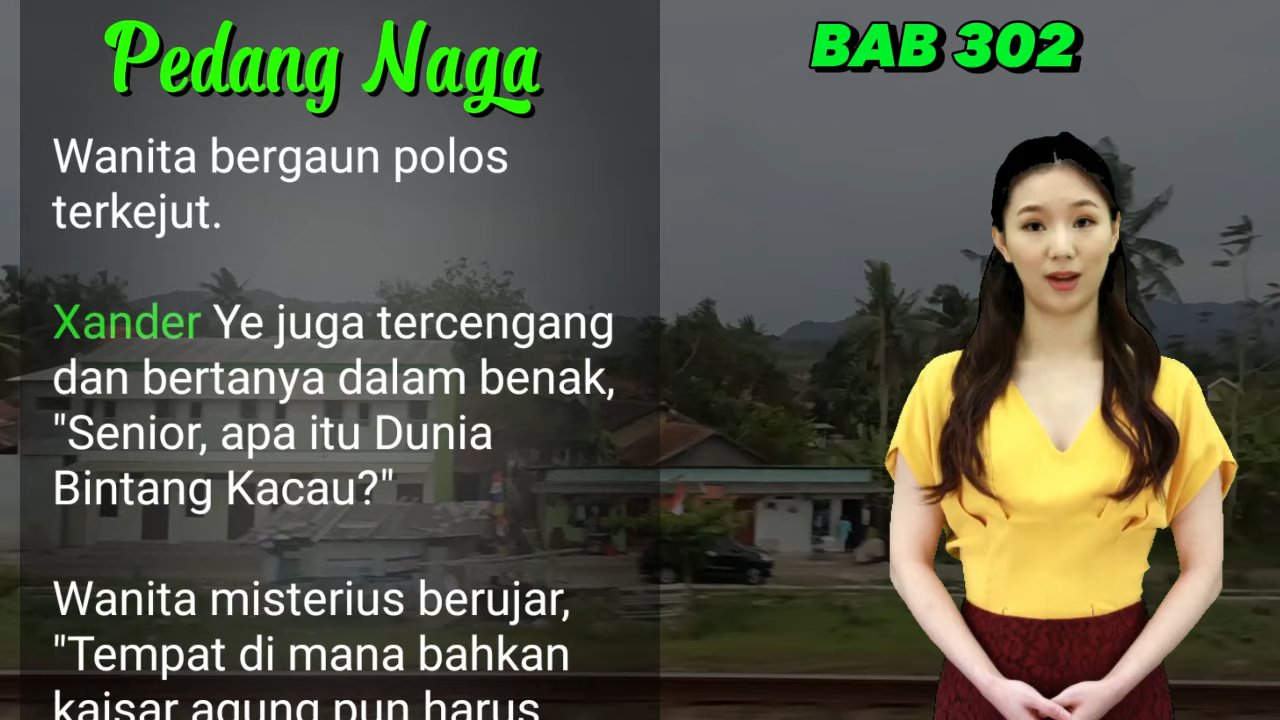 Pedang Naga
BAB 302
Wanita bergaun polos
terkejut.
Xander Ye juga tercengang
dan bertanya dalam benak,
"Senior, apa itu Dunia
Bintang Kacau?"
Wanita misterius berujar,
"Tempat di mana bahkan
kaisar agung pun harus